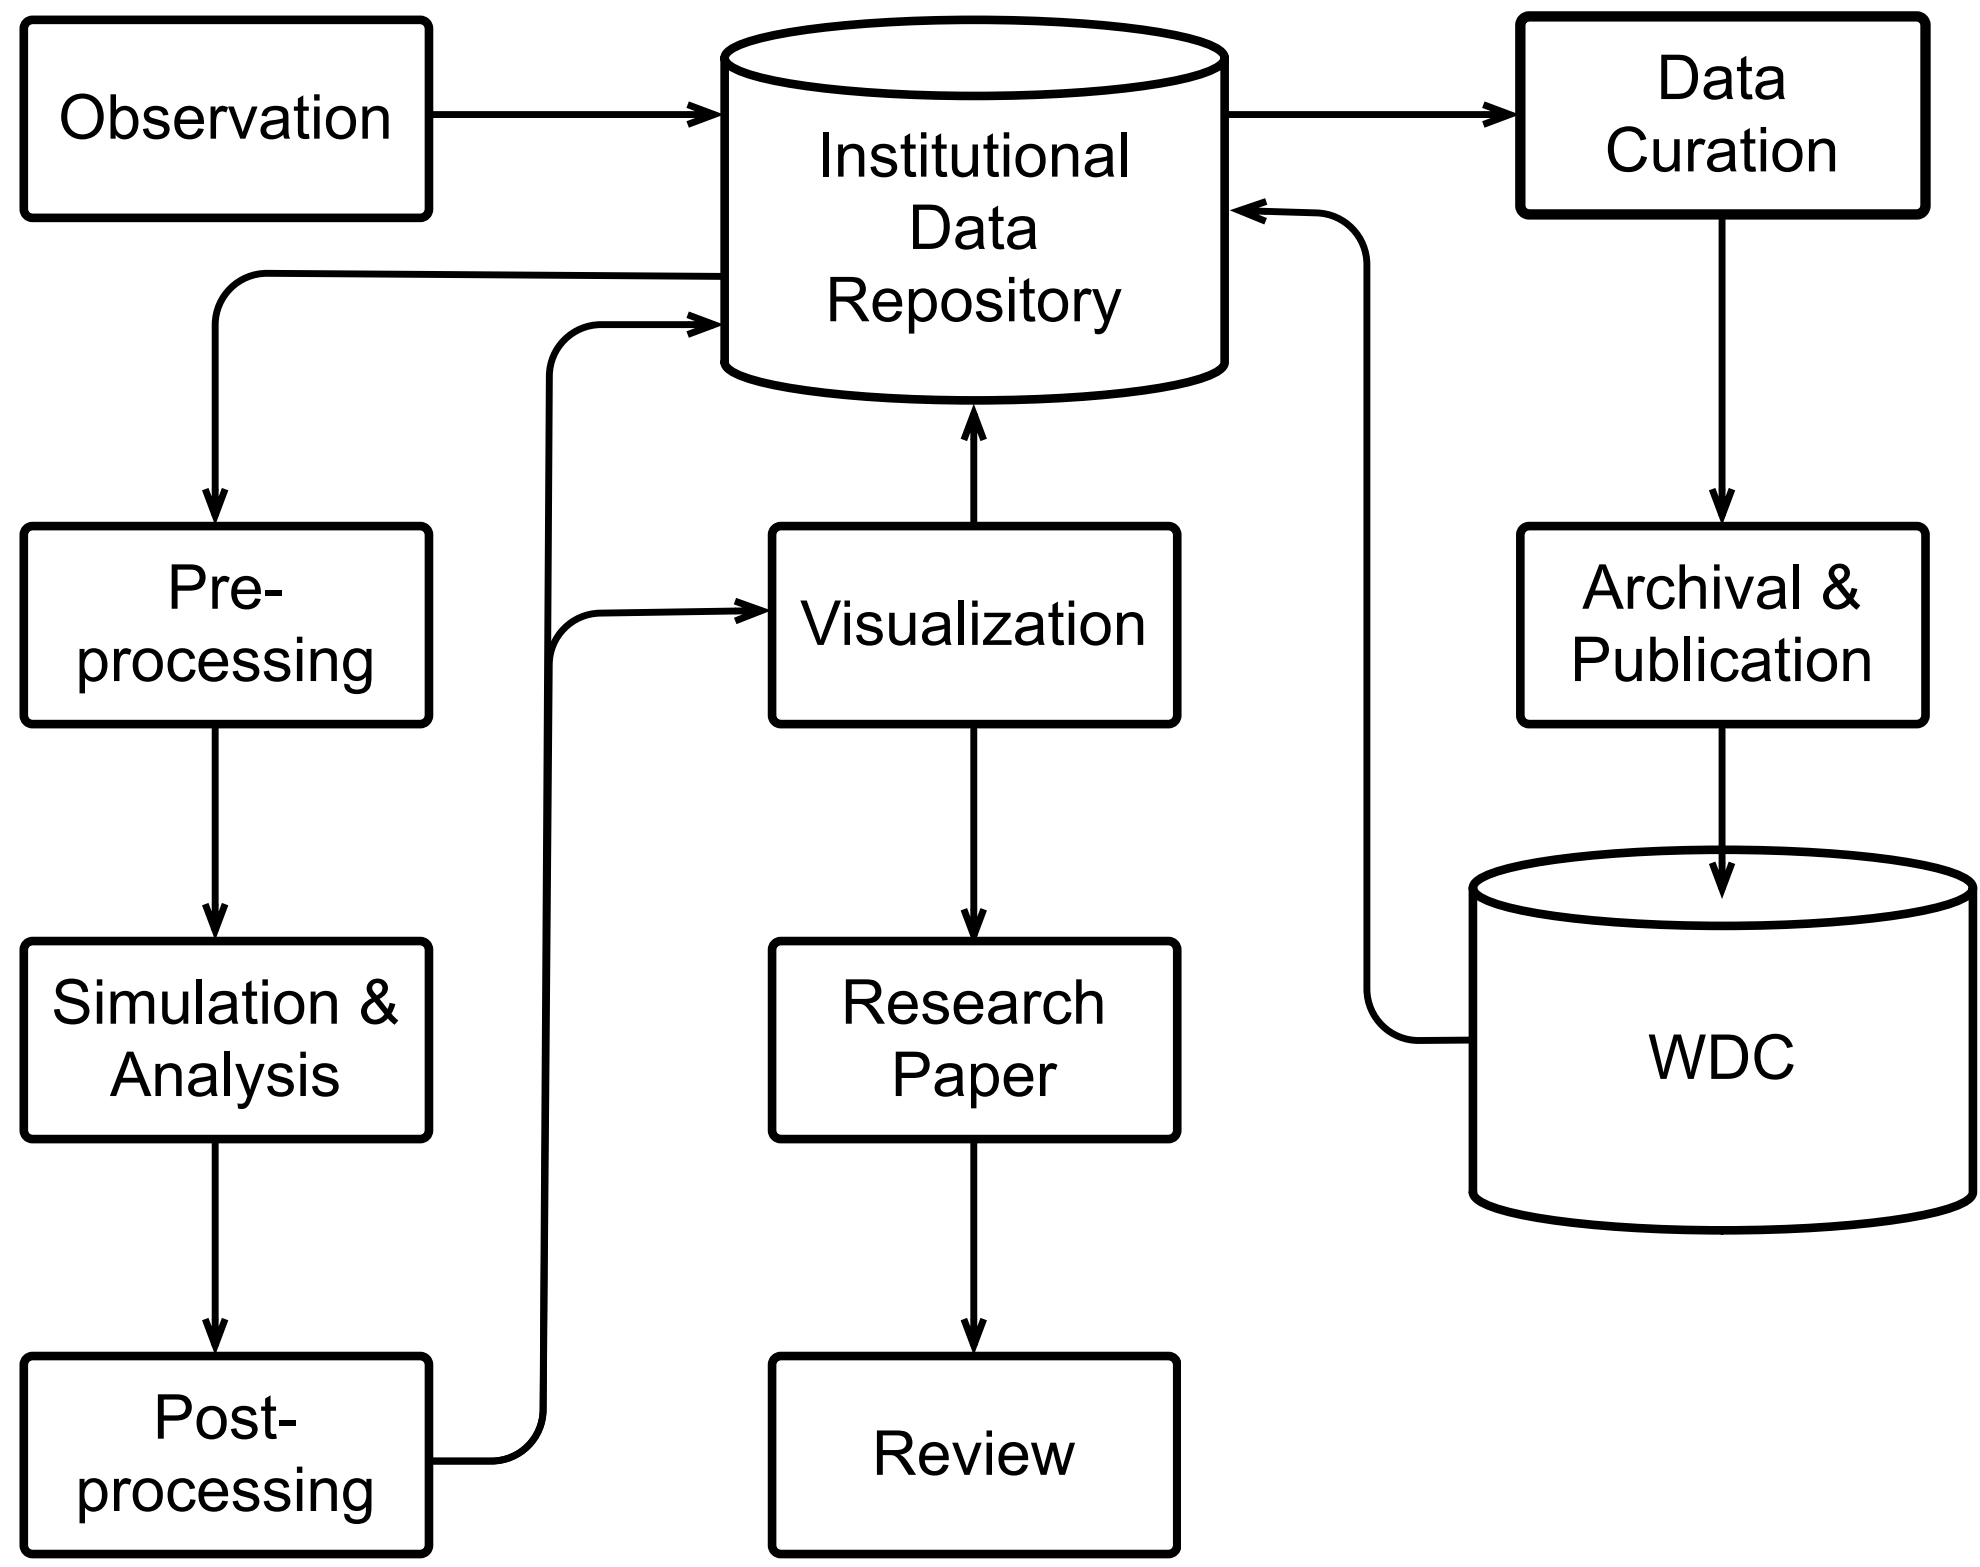 Observation
Institutional
Data
Repository
Data
Curation
Pre-
processing
Visualization
Archival &
Publication
Simulation &
Analysis
Research
Paper
WDC
Post-
processing
Review